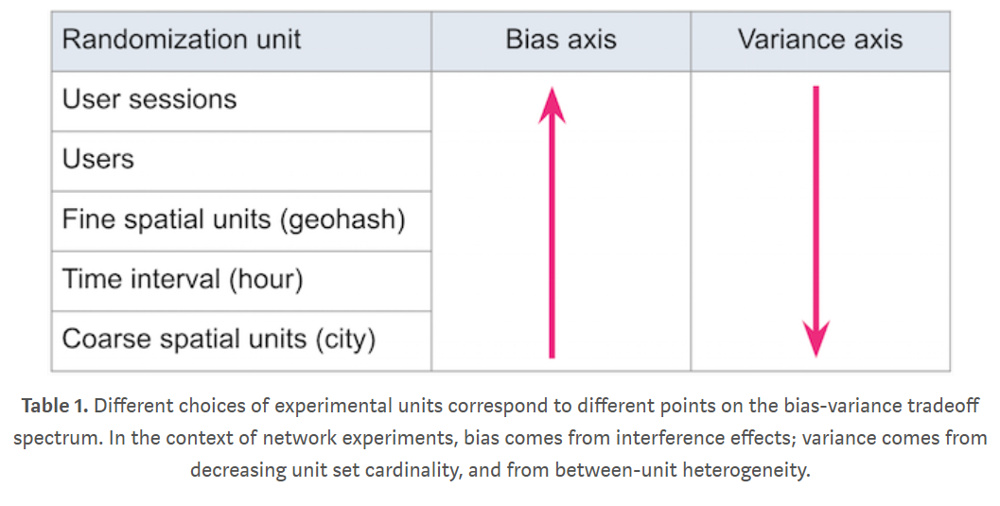 Randomization unit Bias axis Variance axis
User sessions
Users
Fine spatial units (geohash)
Time interval (hour)
Coarse spatial units (city)
Table 1. Different choices of experimental units correspond to different points on the bias-variance tradeoff
spectrum. In the context of network experiments, bias comes from interference effects; variance comes from
decreasing unit set cardinality, and from between-unit heterogeneity.